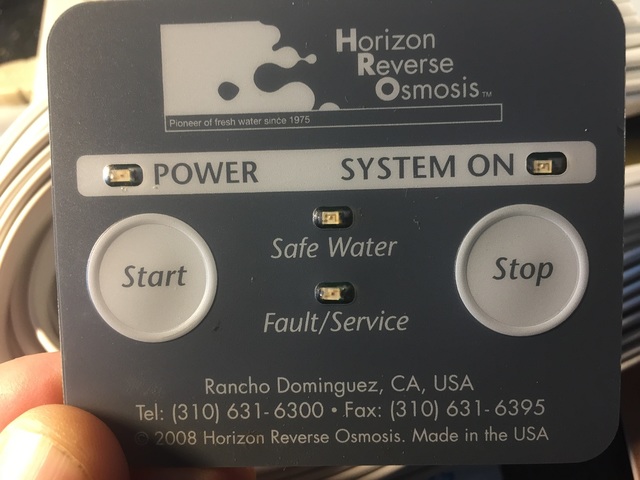 Horizon
Reverse
Osmosis™
Pioneer of fresh water since 1975
POWER SYSTEM ON
Safe Water
Start Stop
Fault/Service
Rancho Dominguez, CA, USA
Tel: (310) 631-6300 • Fax: (310) 631-6395
© 2008 Horizon Reverse Osmosis. Made in the USA